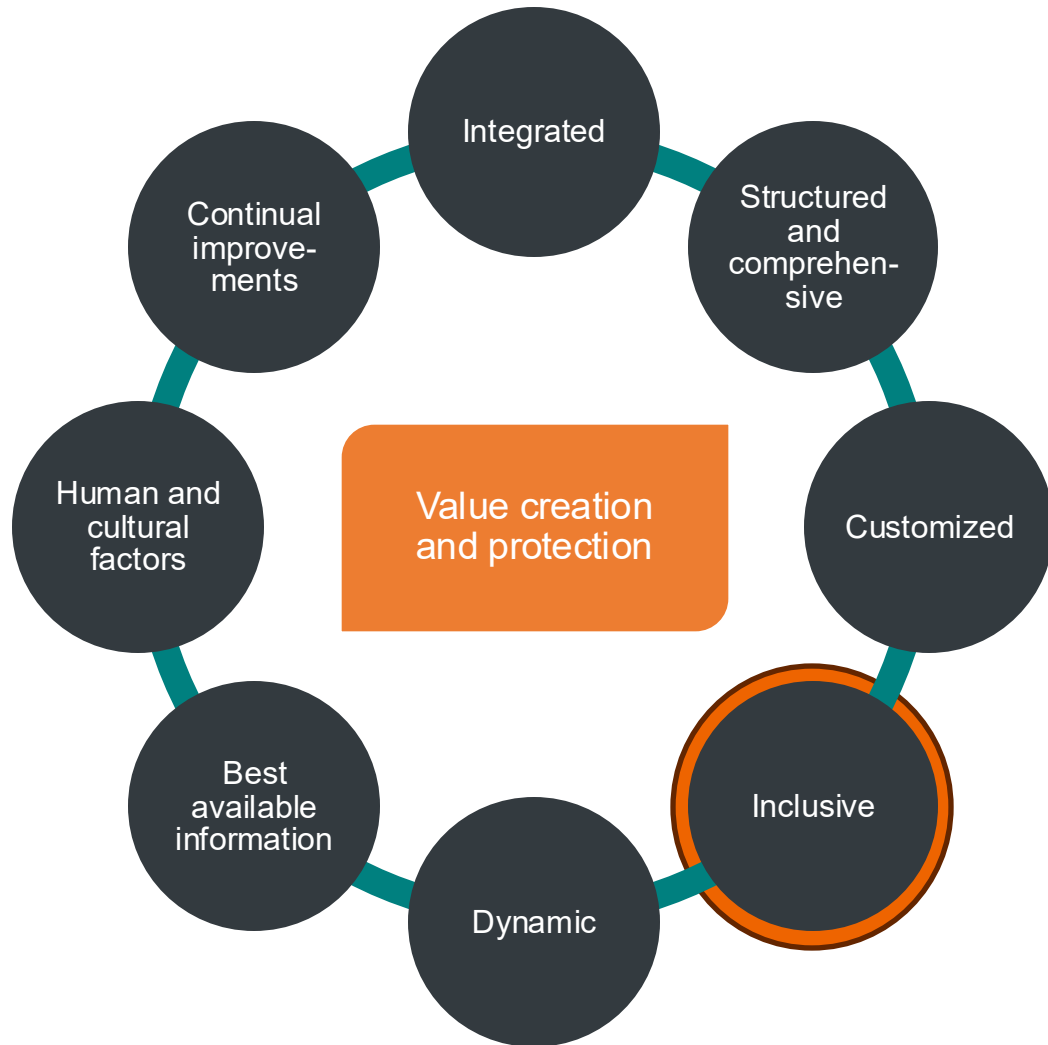 Integrated
Structured
and
comprehen-
sive
Customized
Inclusive
Dynamic
Best
available
information
Human and
cultural
factors
Continual
improve-
ments
Value creation
and protection